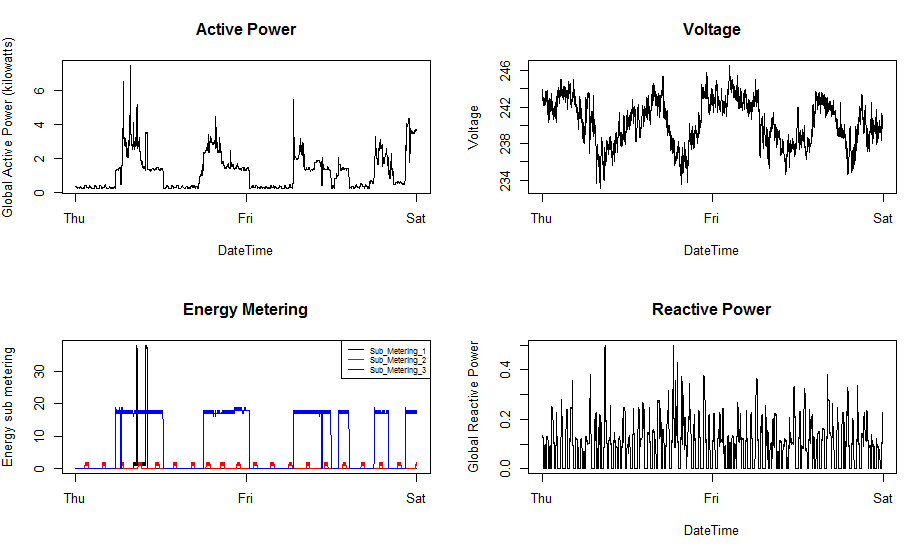 Active Power
Global Active Power (kilowatts)
6
4
2
0
Thu Fri Sat
DateTime
Voltage
Voltage
246
242
238
234
Thu Fri Sat
DateTime
Energy Metering
Energy sub metering
30
20
10
0
Sub_Metering_1
Sub_Metering_2
Sub_Metering_3
Thu Fri Sat
Reactive Power
Global Reactive Power
0.4
0.2
0.0
Thu Fri Sat
DateTime